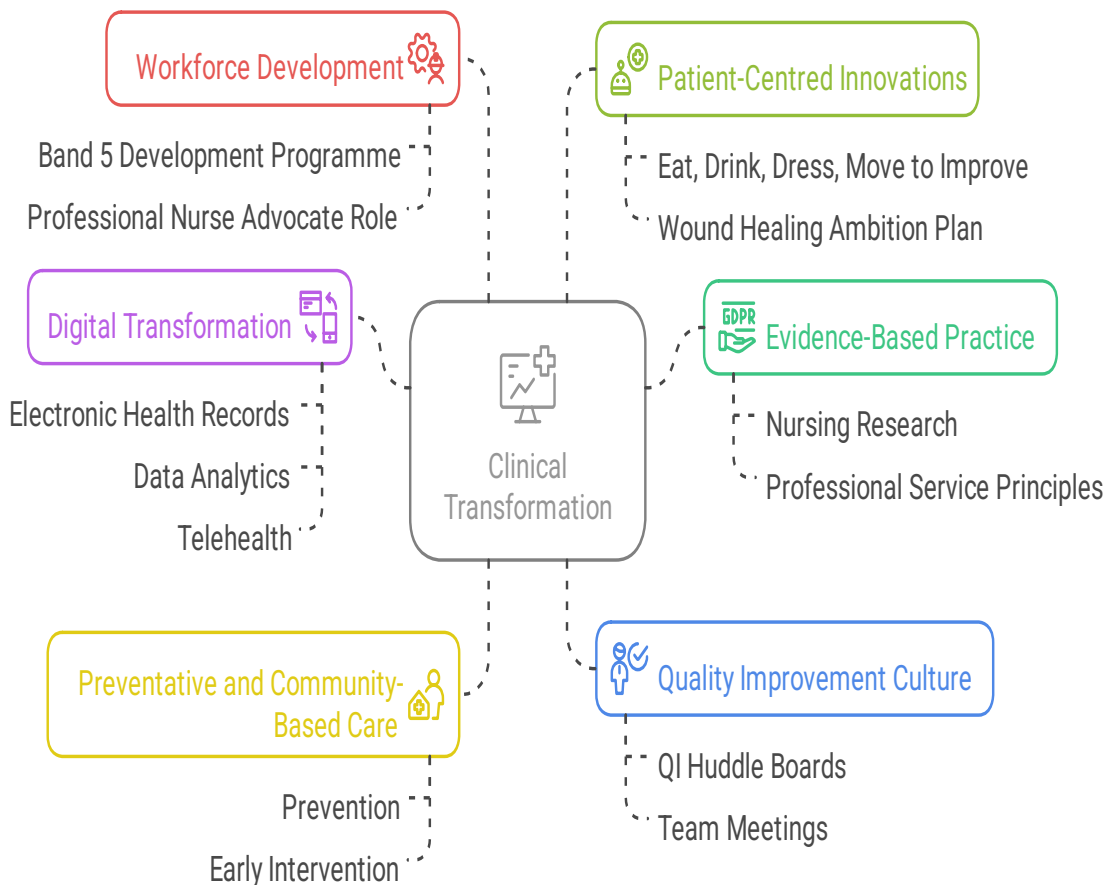 Workforce Development
Band 5 Development Programme
Professional Nurse Advocate Role
Patient-Centred Innovations
Eat, Drink, Dress, Move to Improve
Wound Healing Ambition Plan
Digital Transformation
Electronic Health Records
Data Analytics
Telehealth
GDPR
Evidence-Based Practice
Nursing Research
Professional Service Principles
Clinical
Transformation
Preventative and Community-
Based Care
Prevention
Early Intervention
Quality Improvement Culture
QI Huddle Boards
Team Meetings